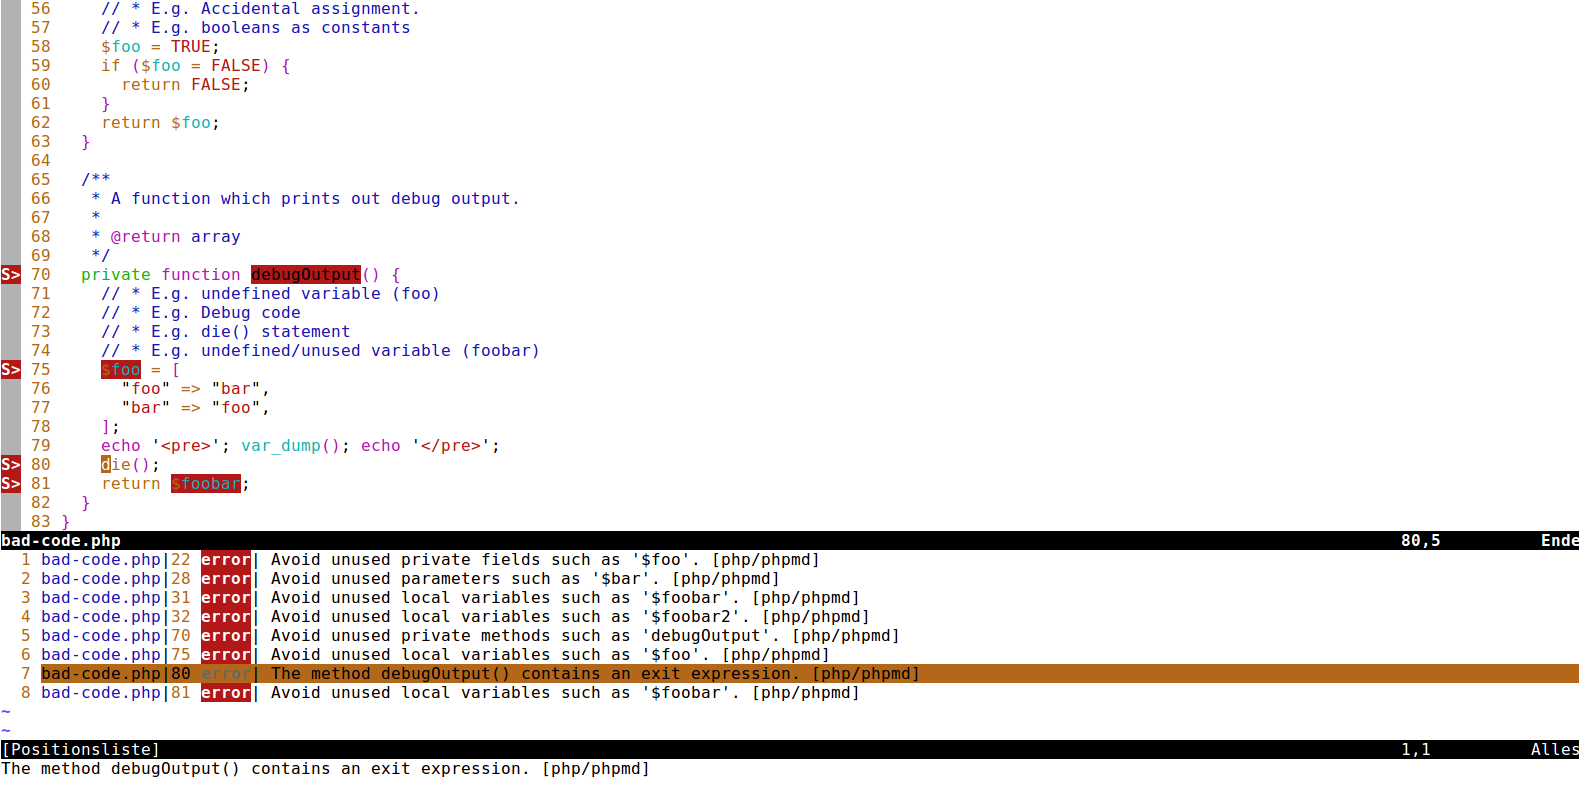 56     // * E.g. Accidental assignment.
57     // * E.g. booleans as constants
58     $foo = TRUE;
59     if ($foo = FALSE) {
60       return FALSE;
61     }
62     return $foo;
63   }
64
65   /**
66    * A function which prints out debug output.
67    *
68    * @return array
69    */
S> 70   private function debugOutput() {
71     // * E.g. undefined variable (foo)
72     // * E.g. Debug code
73     // * E.g. die() statement
74     // * E.g. undefined/unused variable (foobar)
S> 75     $foo = [
76       "foo" => "bar",
77       "bar" => "foo",
78     ];
79     echo '<pre>'; var_dump(); echo '</pre>';
S> 80     die();
S> 81     return $foobar;
82   }
83 }
bad-code.php 80,5 Ende
1 bad-code.php|22 error| Avoid unused private fields such as '$foo'. [php/phpmd]
2 bad-code.php|28 error| Avoid unused parameters such as '$bar'. [php/phpmd]
3 bad-code.php|31 error| Avoid unused local variables such as '$foobar'. [php/phpmd]
4 bad-code.php|32 error| Avoid unused local variables such as '$foobar2'. [php/phpmd]
5 bad-code.php|70 error| Avoid unused private methods such as 'debugOutput'. [php/phpmd]
6 bad-code.php|75 error| Avoid unused local variables such as '$foo'. [php/phpmd]
7 bad-code.php|80 error| The method debugOutput() contains an exit expression. [php/phpmd]
8 bad-code.php|81 error| Avoid unused local variables such as '$foobar'. [php/phpmd]
~
~
[Positionsliste] 1,1 Alles
The method debugOutput() contains an exit expression. [php/phpmd]